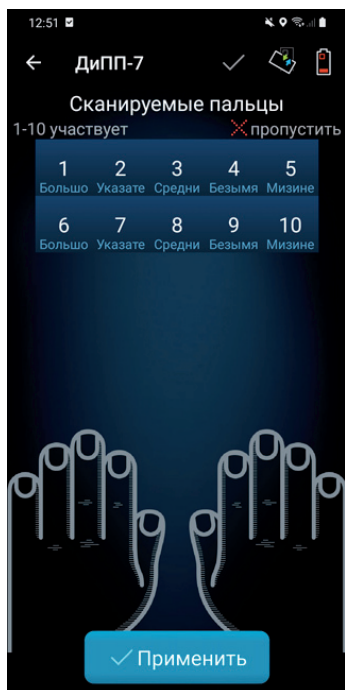 12:51
ДиПП-7
Сканируемые пальцы
1-10 участвует пропустить
1 2 3 4 5
Большо Указате Средни Безымя Мизине
6 7 8 9 10
Большо Указате Средни Безымя Мизине
Применить